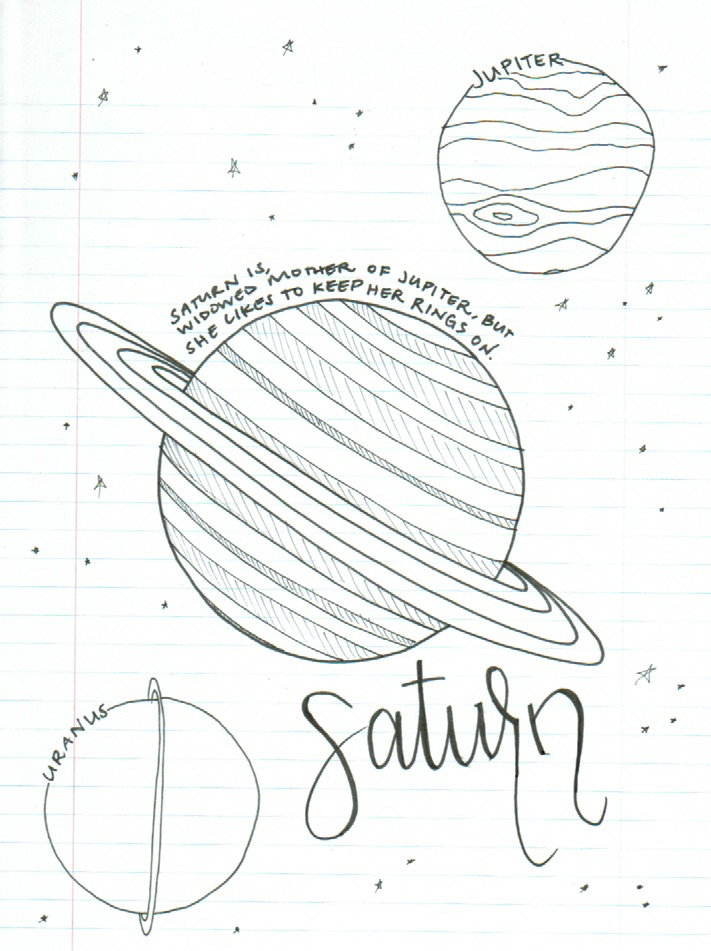 JUPITER
SATURN IS,
WIDOWED MOTHER OF JUPITER, BUT
SHE LIKES TO KEEP HER RINGS ON.
saturn
URANUS